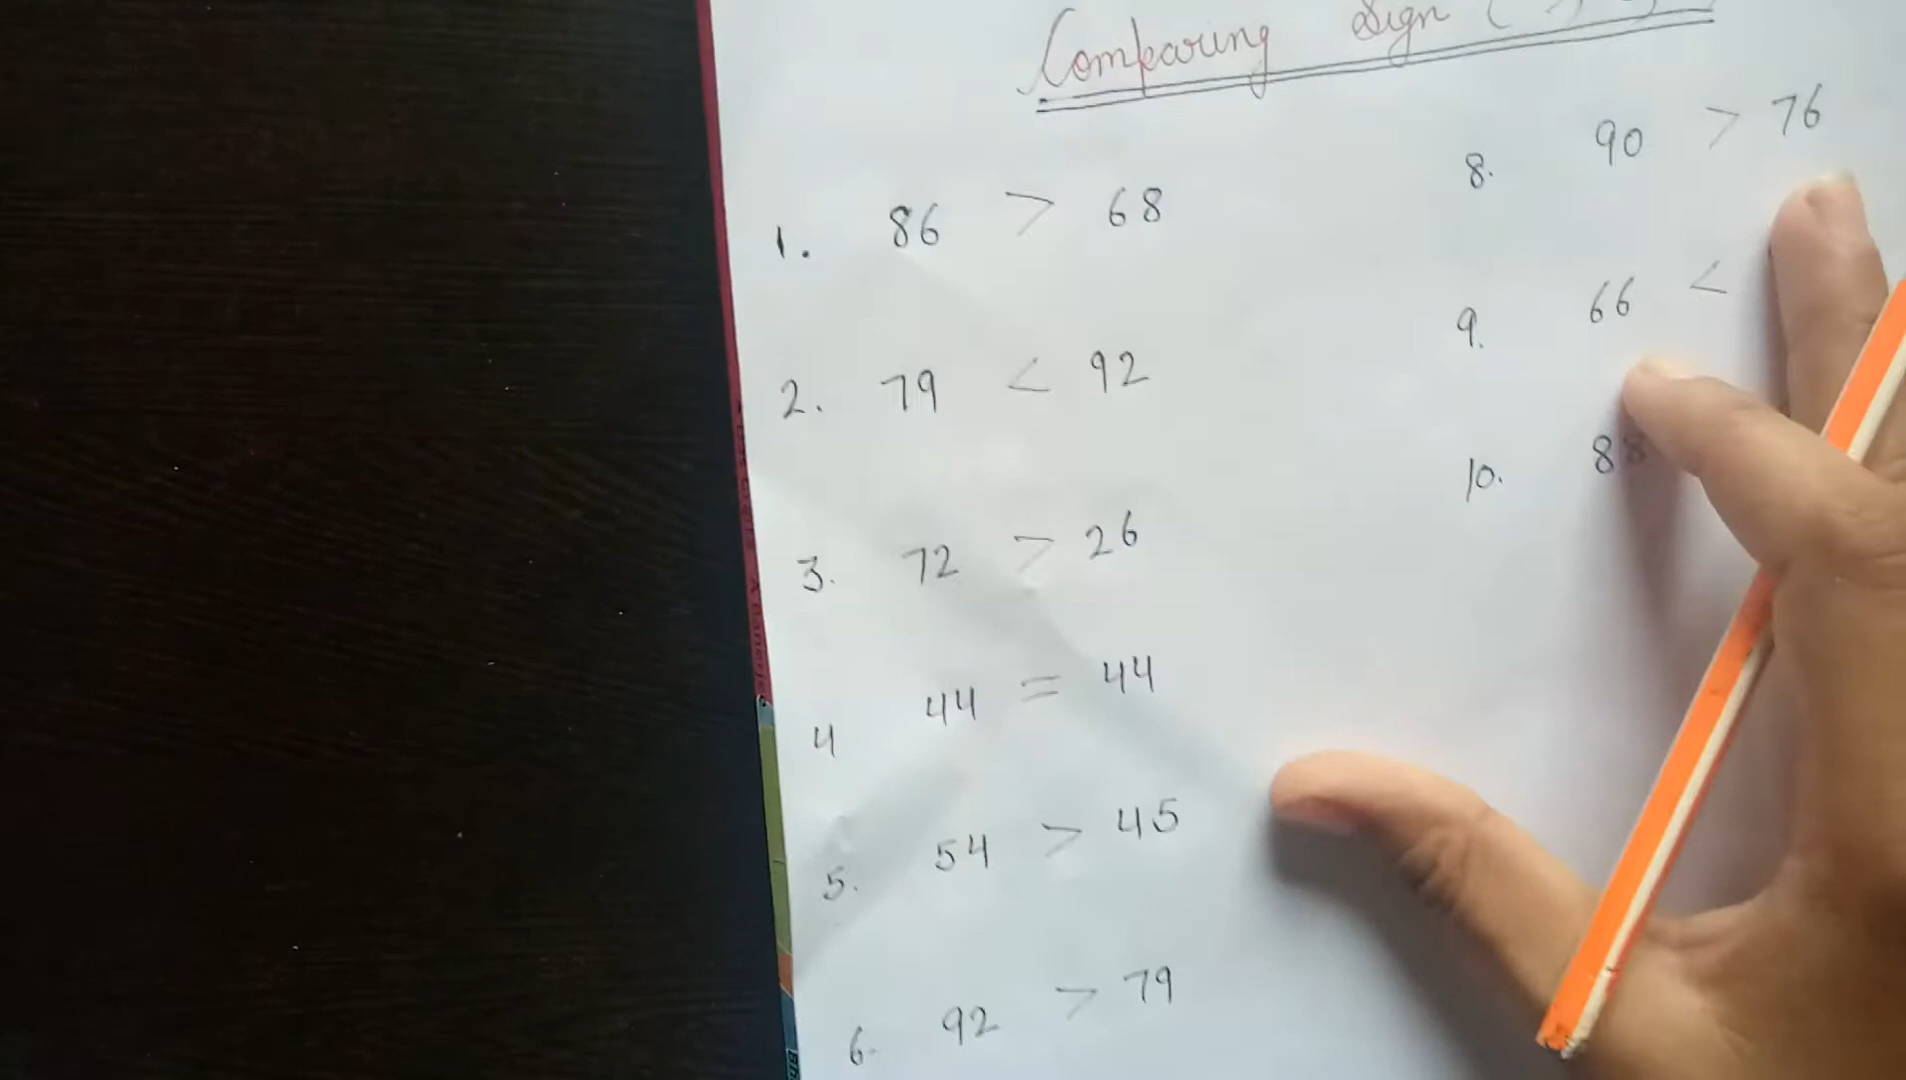 Comparing Sign (
1. 86 > 68
2. 79 < 92
3. 72 > 26
4 44 = 44
5. 54 > 45
6. 92 > 79
8. 90 > 76
9. 66 <
10. 88